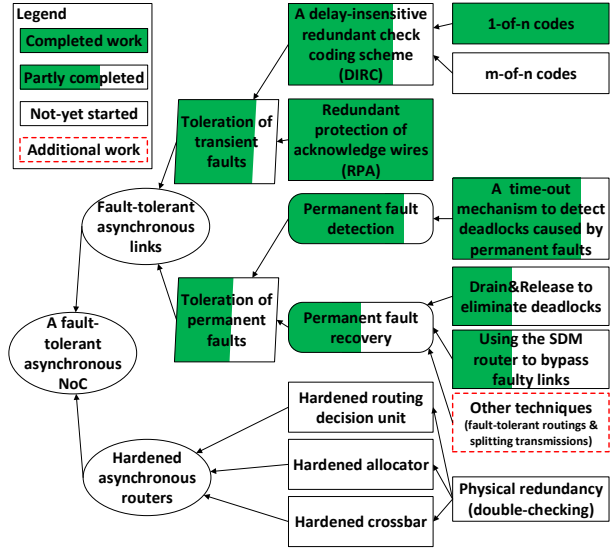 Legend
Completed work
Partly completed
Not-yet started
Additional work
A delay-insensitive
redundant check
coding scheme
(DIRC)
1-of-n codes
m-of-n codes
Toleration of
transient
faults
Redundant
protection of
acknowledge wires
(RPA)
Fault-tolerant
asynchronous
links
Permanent fault
detection
A time-out
mechanism to detect
deadlocks caused by
permanent faults
Toleration of
permanent
faults
Permanent fault
recovery
Drain&Release to
eliminate deadlocks
Using the SDM
router to bypass
faulty links
Other techniques
(fault-tolerant routings &
splitting transmissions)
A fault-
tolerant
asynchronous
NoC
Hardened routing
decision unit
Hardened
asynchronous
routers
Hardened allocator
Hardened crossbar
Physical redundancy
(double-checking)